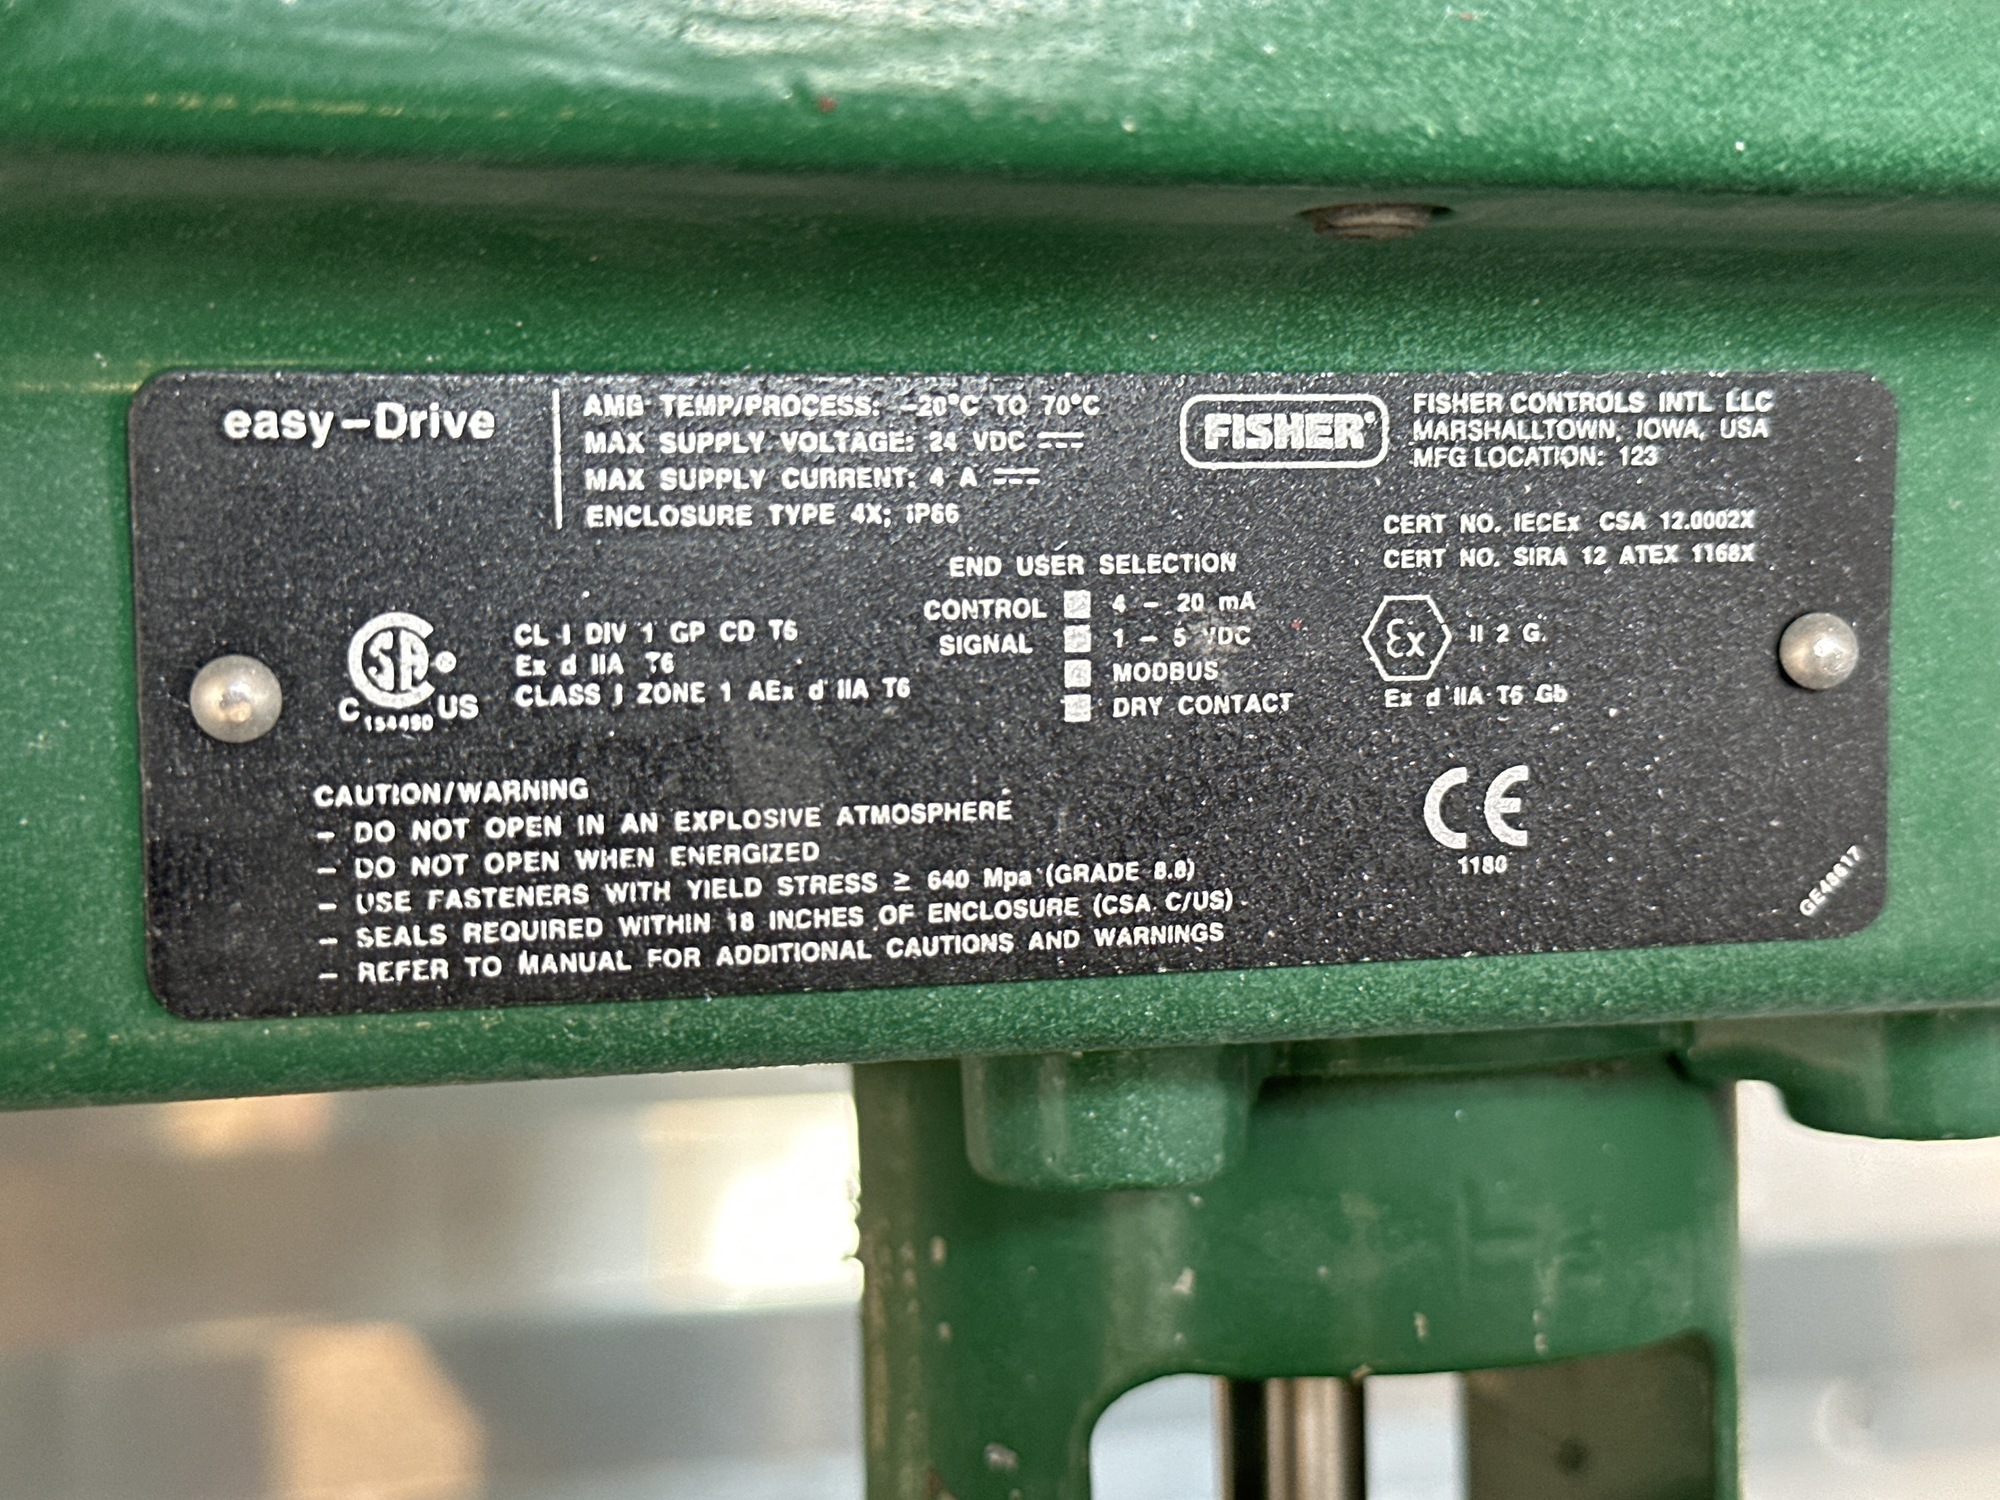 easy-Drive
AMB TEMP/PROCESS: -20°C TO 70°C
MAX SUPPLY VOLTAGE: 24 VDC
MAX SUPPLY CURRENT: 4 A
ENCLOSURE TYPE 4X; IP66
FISHER®
FISHER CONTROLS INTL LLC
MARSHALLTOWN, IOWA, USA
MFG LOCATION: 123
CERT NO. IECEx CSA 12.0002X
CERT NO. SIRA 12 ATEX 1168X
END USER SELECTION
CONTROL SIGNAL
4 - 20 mA
1 - 5 VDC
MODBUS
DRY CONTACT
Ex II 2 G
Ex d IIA T6 Gb
SA®
C 154460 US
CL I DIV 1 GP CD T6
Ex d IIA T6
CLASS I ZONE 1 AEx d IIA T6
CAUTION/WARNING
- DO NOT OPEN IN AN EXPLOSIVE ATMOSPHERE
- DO NOT OPEN WHEN ENERGIZED
- USE FASTENERS WITH YIELD STRESS ≥ 640 Mpa (GRADE 8.8)
- SEALS REQUIRED WITHIN 18 INCHES OF ENCLOSURE (CSA C/US)
- REFER TO MANUAL FOR ADDITIONAL CAUTIONS AND WARNINGS
CE
1180